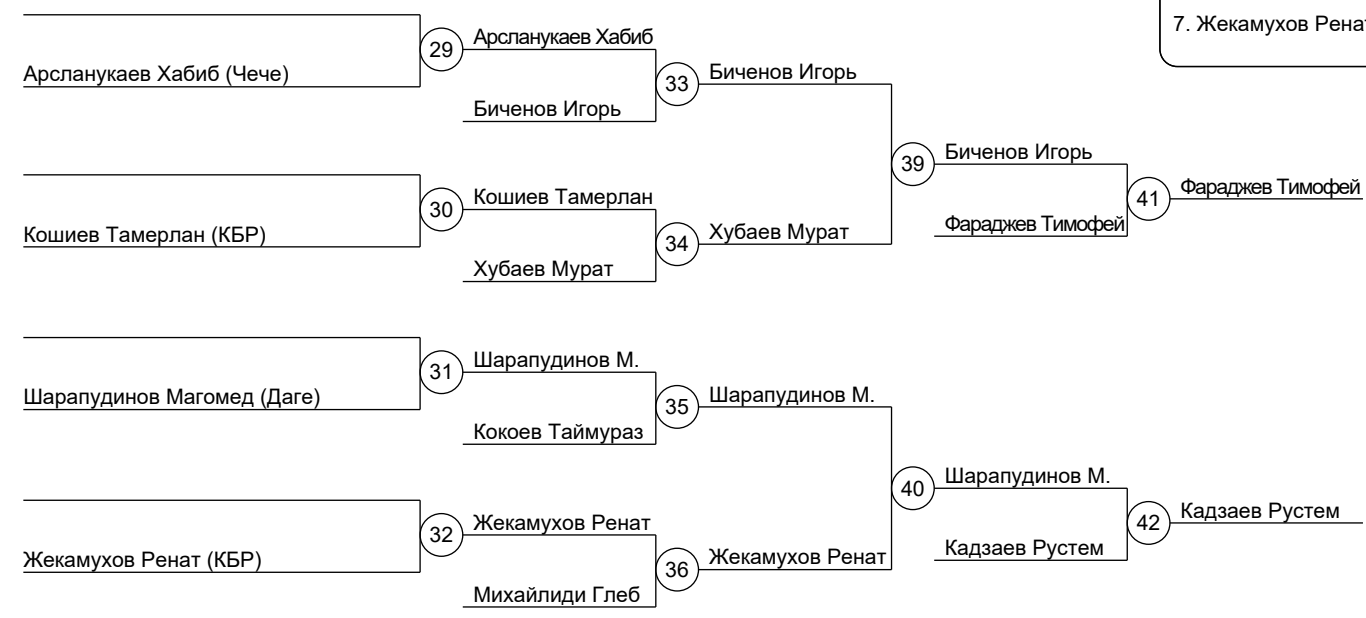 7. Жекамухов Ренат
29
Арсланукаев Хабиб
Арсланукаев Хабиб (Чече)
33
Биченов Игорь
Биченов Игорь
39
Биченов Игорь
Кошиев Тамерлан (КБР)
30
Кошиев Тамерлан
34
Хубаев Мурат
Хубаев Мурат
Фараджев Тимофей
41
Фараджев Тимофей
Шарапудинов Магомед (Даге)
31
Шарапудинов М.
35
Шарапудинов М.
Кокоев Таймураз
40
Шарапудинов М.
Жекамухов Ренат (КБР)
32
Жекамухов Ренат
36
Жекамухов Ренат
Михайлиди Глеб
Кадзаев Рустем
42
Кадзаев Рустем